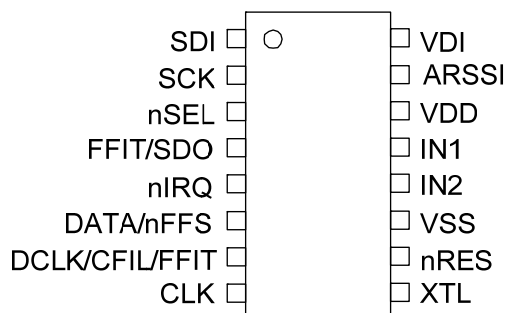 SDI
VDI
SCK
ARSSI
nSEL
VDD
FFIT/SDO
IN1
nIRQ
IN2
DATA/nFFS
VSS
DCLK/CFIL/FFIT
nRES
CLK
XTL